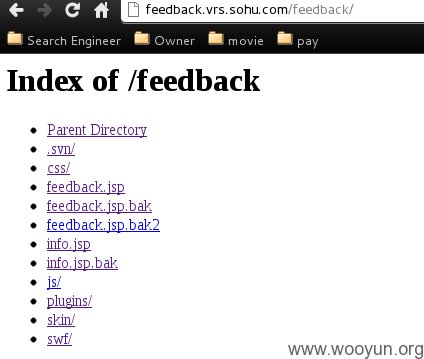 feedback.vrs.sohu.com/feedback/
Search Engineer Owner movie pay
Index of /feedback
Parent Directory
.svn/
css/
feedback.jsp
feedback.jsp.bak
feedback.jsp.bak2
info.jsp
info.jsp.bak
js/
plugins/
skin/
swf/
www.wooyun.org